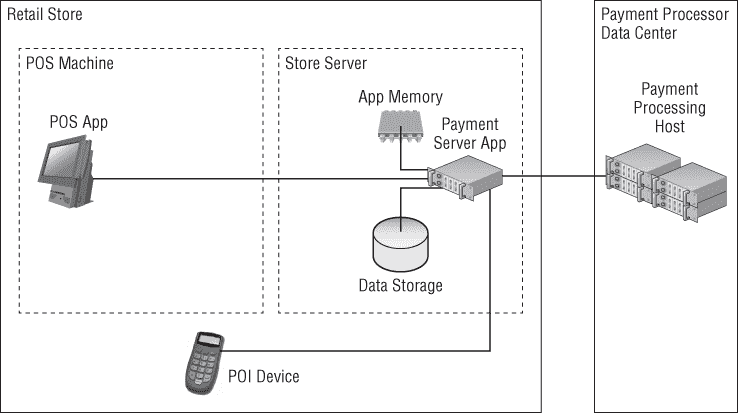 Retail Store
Payment Processor
Data Center
POS Machine
Store Server
POS App
App Memory
Payment
Server App
Payment
Processing
Host
Data Storage
POI Device